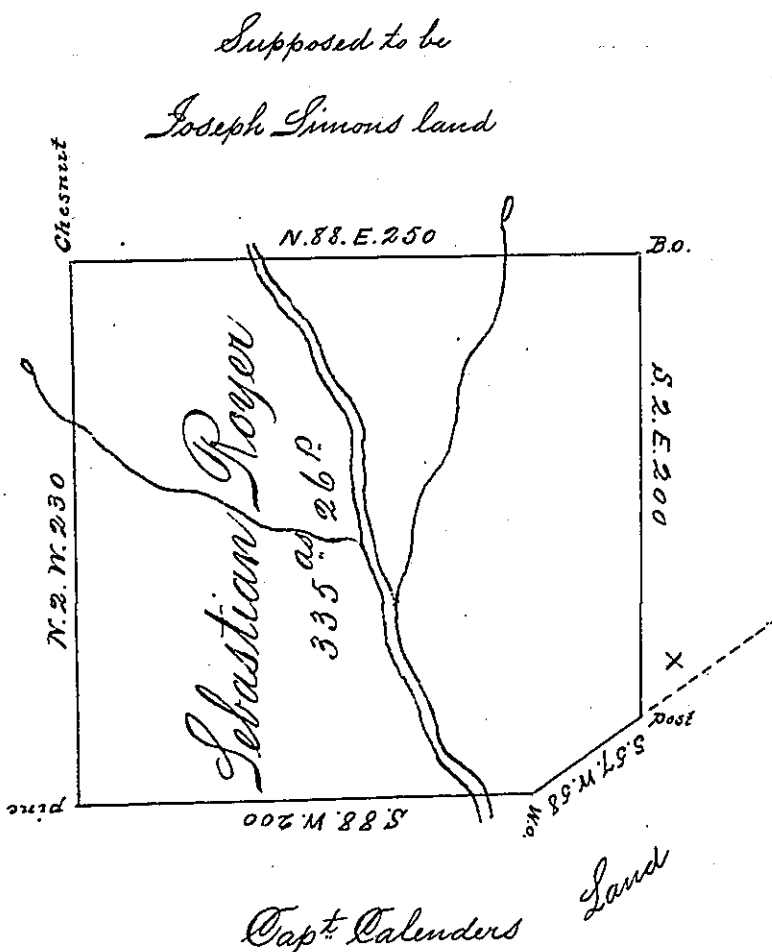 Supposed to be
Joseph Simons land
Chesnut
N. 88. E. 250
B.o.
S. 2. E. 200
N. 2. W. 230
Sebastian Royer
335 as 26 P.
post
S. 57. W. 58
W.o.
S. 88. W. 200
pine
X
Land
Capt. Calenders